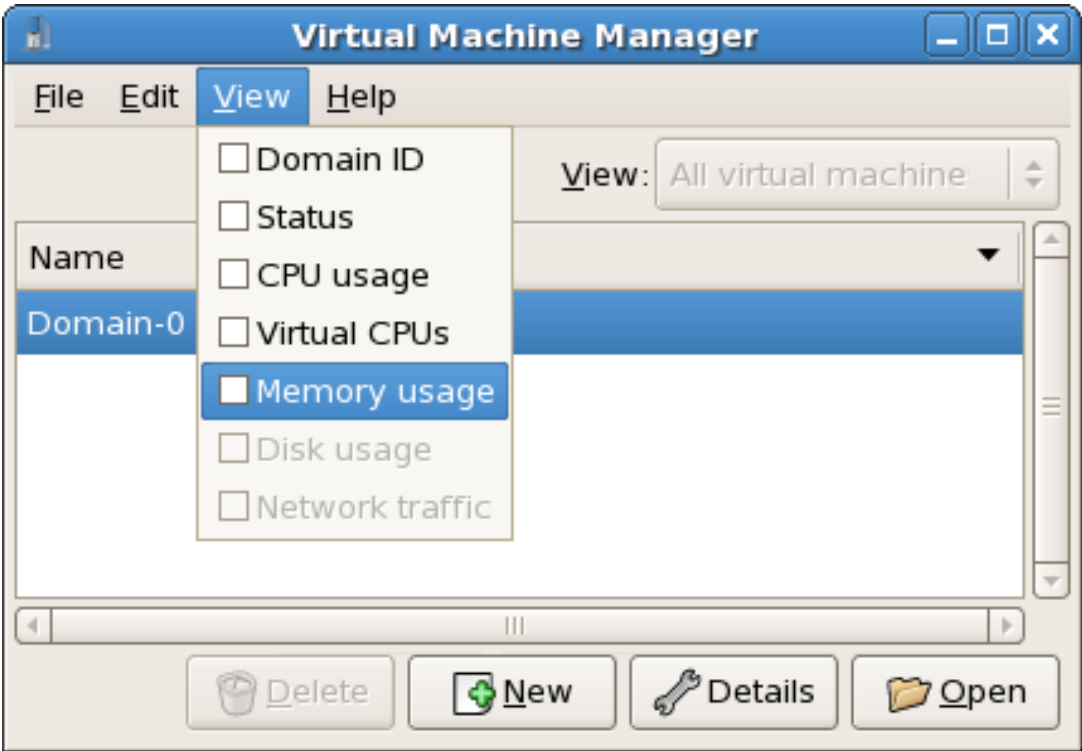 Virtual Machine Manager
File Edit View Help
Domain ID
View: All virtual machine
Status
Name
CPU usage
Domain-0
Virtual CPUs
Memory usage
Disk usage
Network traffic
Delete New Details Open